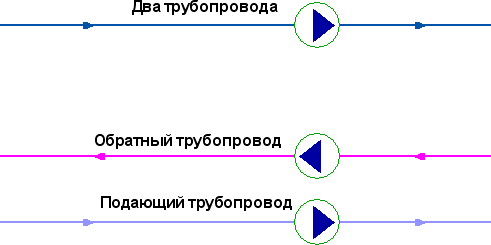 Два трубопровода
Обратный трубопровод
Подающий трубопровод